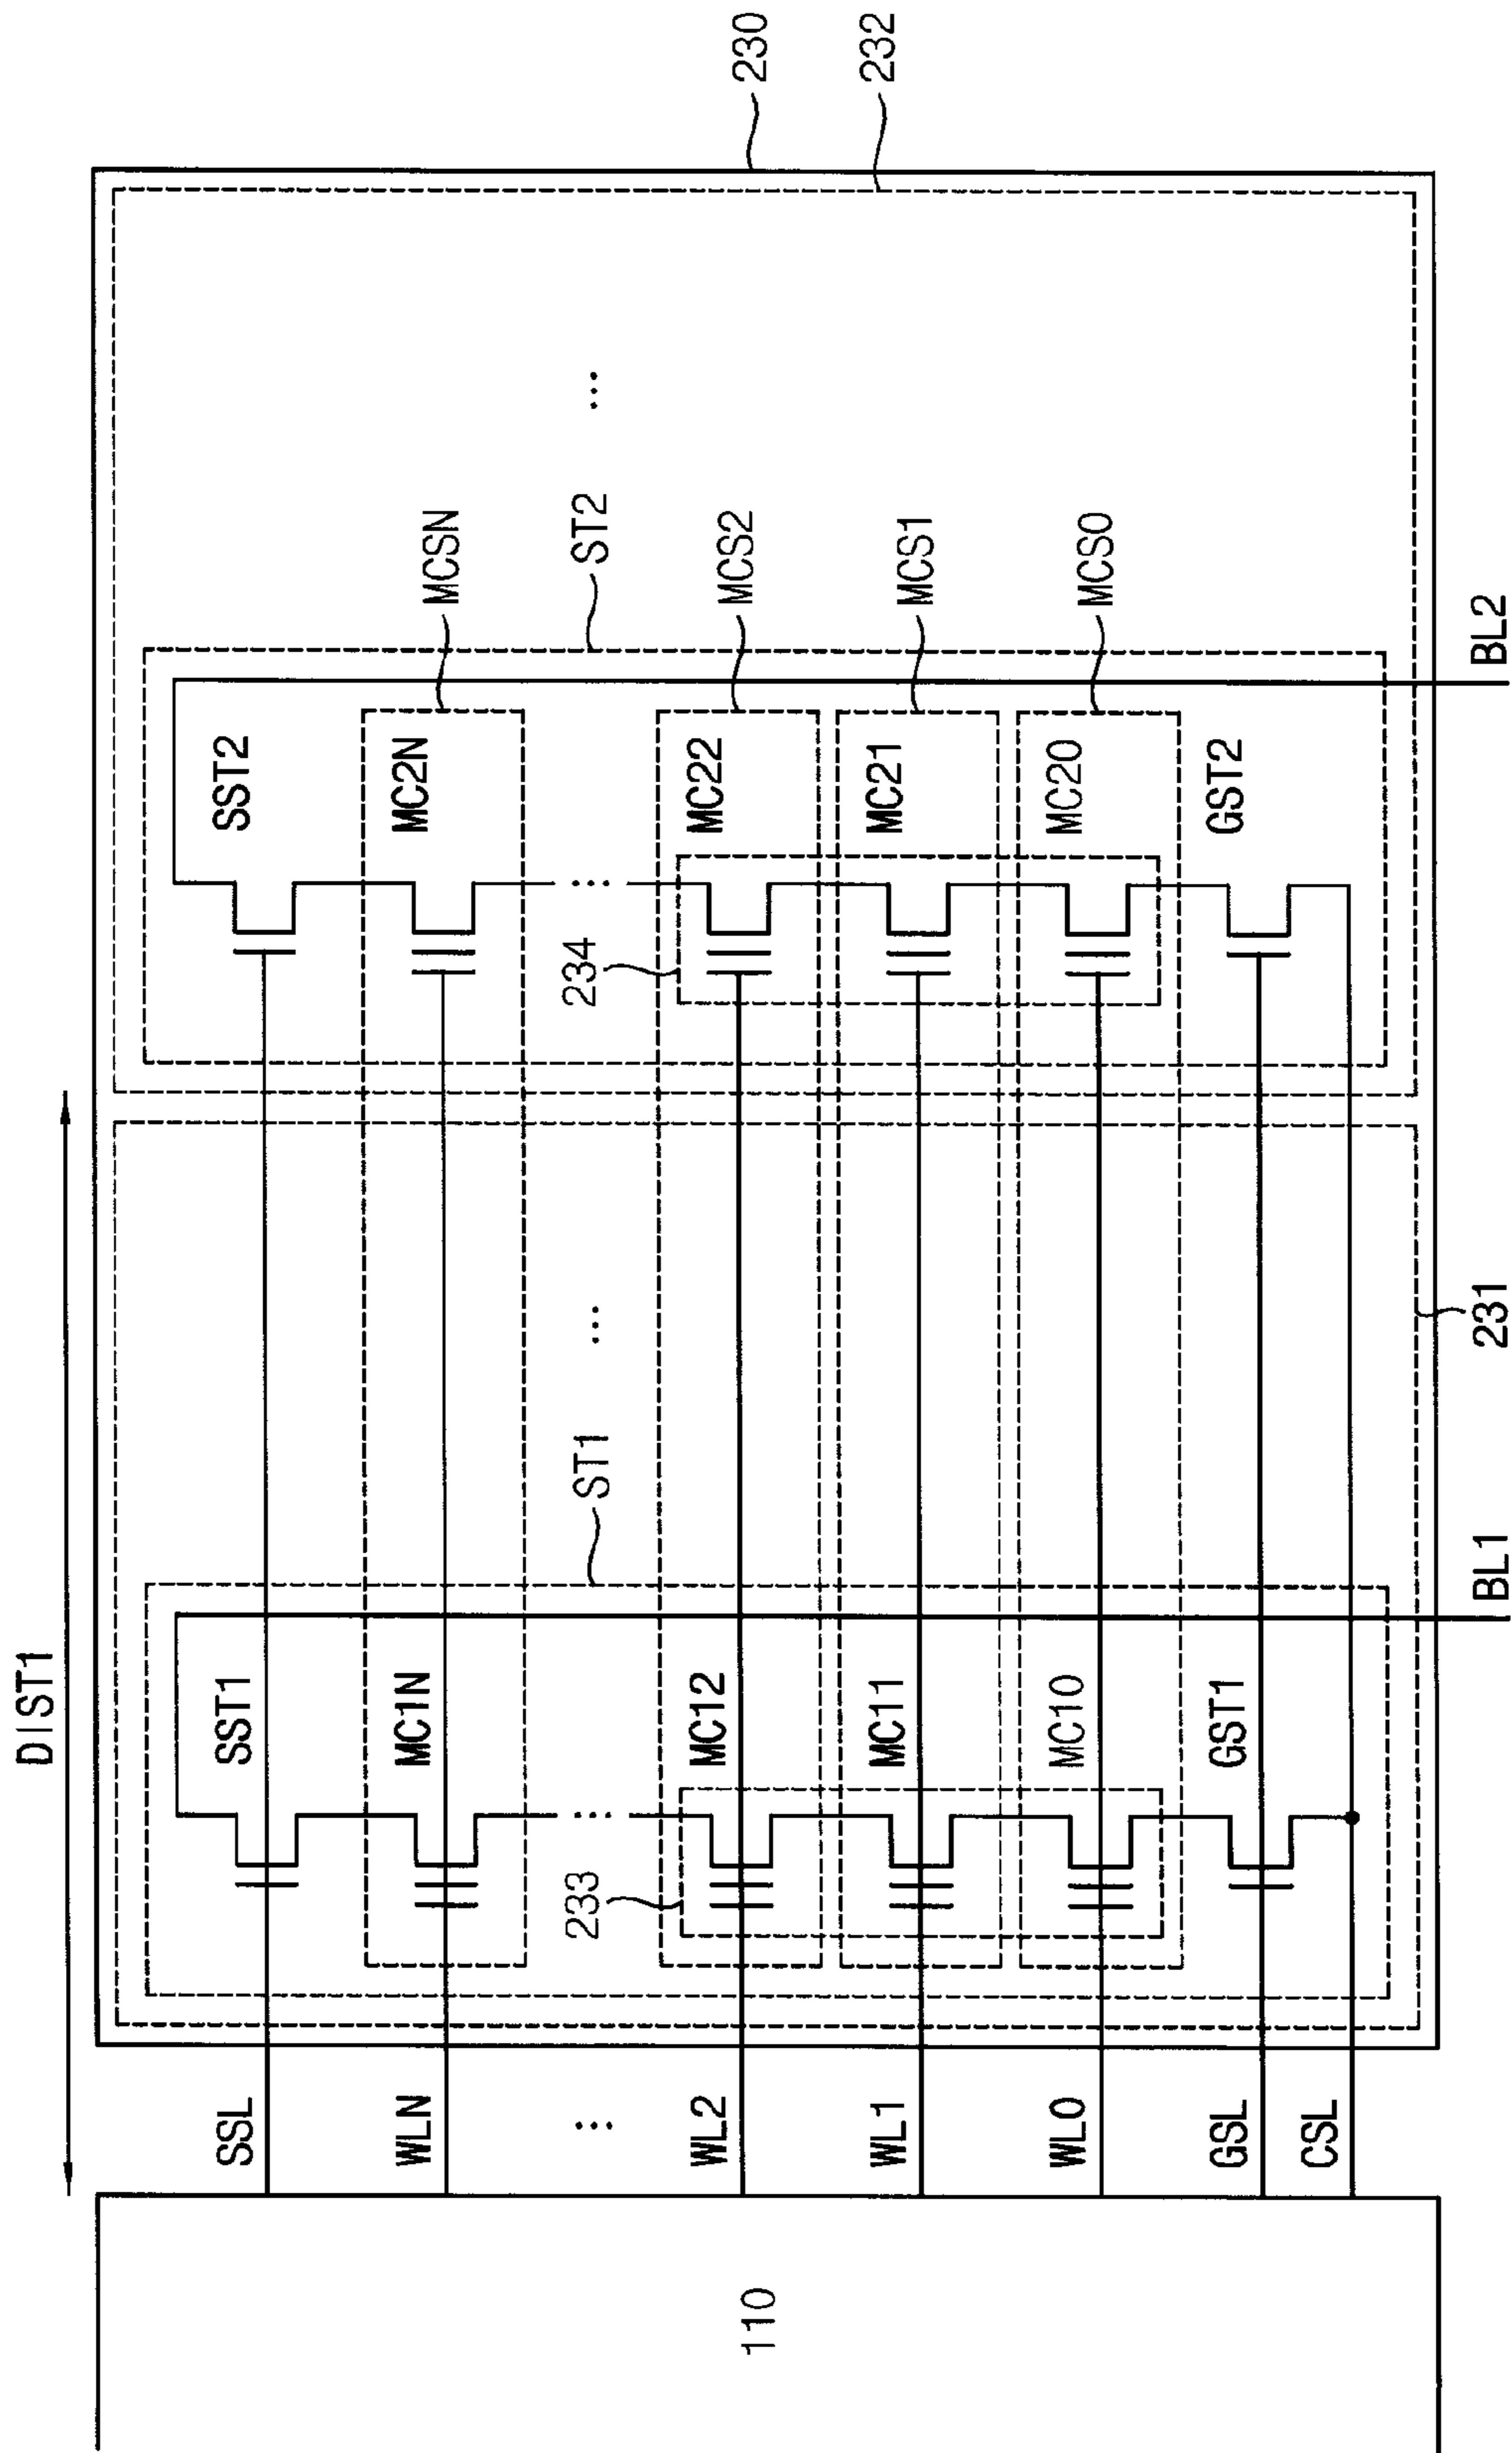 DIST1
230
232
SST1
SST2
SSL
MCSN
MC1N
MC2N
WLN
ST1
ST2
...
...
...
...
...
233
234
MCS2
MC12
MC22
WL2
MCS1
MC11
MC21
WL1
MCS0
MC10
MC20
WL0
GST1
GST2
GSL
CSL
110
BL1
231
BL2